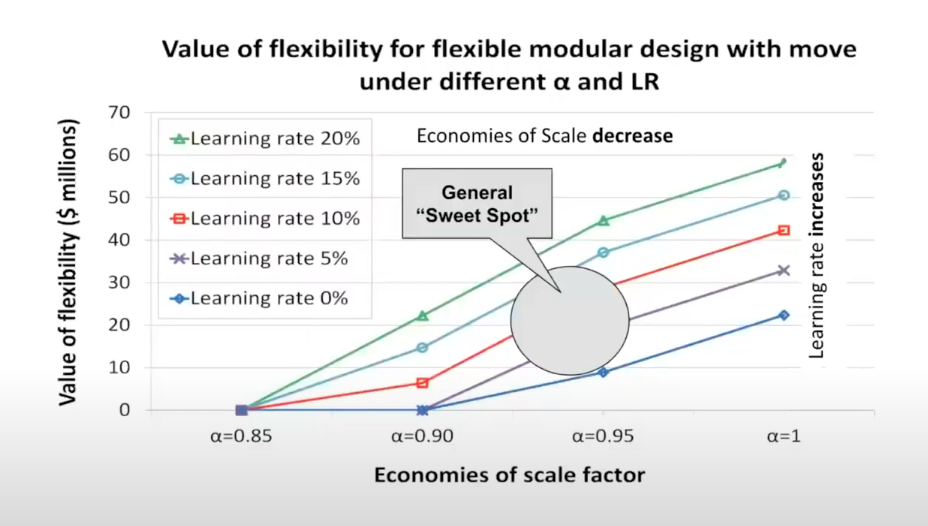 Value of flexibility for flexible modular design with move
under different α and LR
Value of flexibility ($ millions)
70
60
50
40
30
20
10
0
Learning rate 20%
Learning rate 15%
Learning rate 10%
Learning rate 5%
Learning rate 0%
Economies of Scale decrease
General
“Sweet Spot”
Learning rate increases
α=0.85
α=0.90
α=0.95
α=1
Economies of scale factor